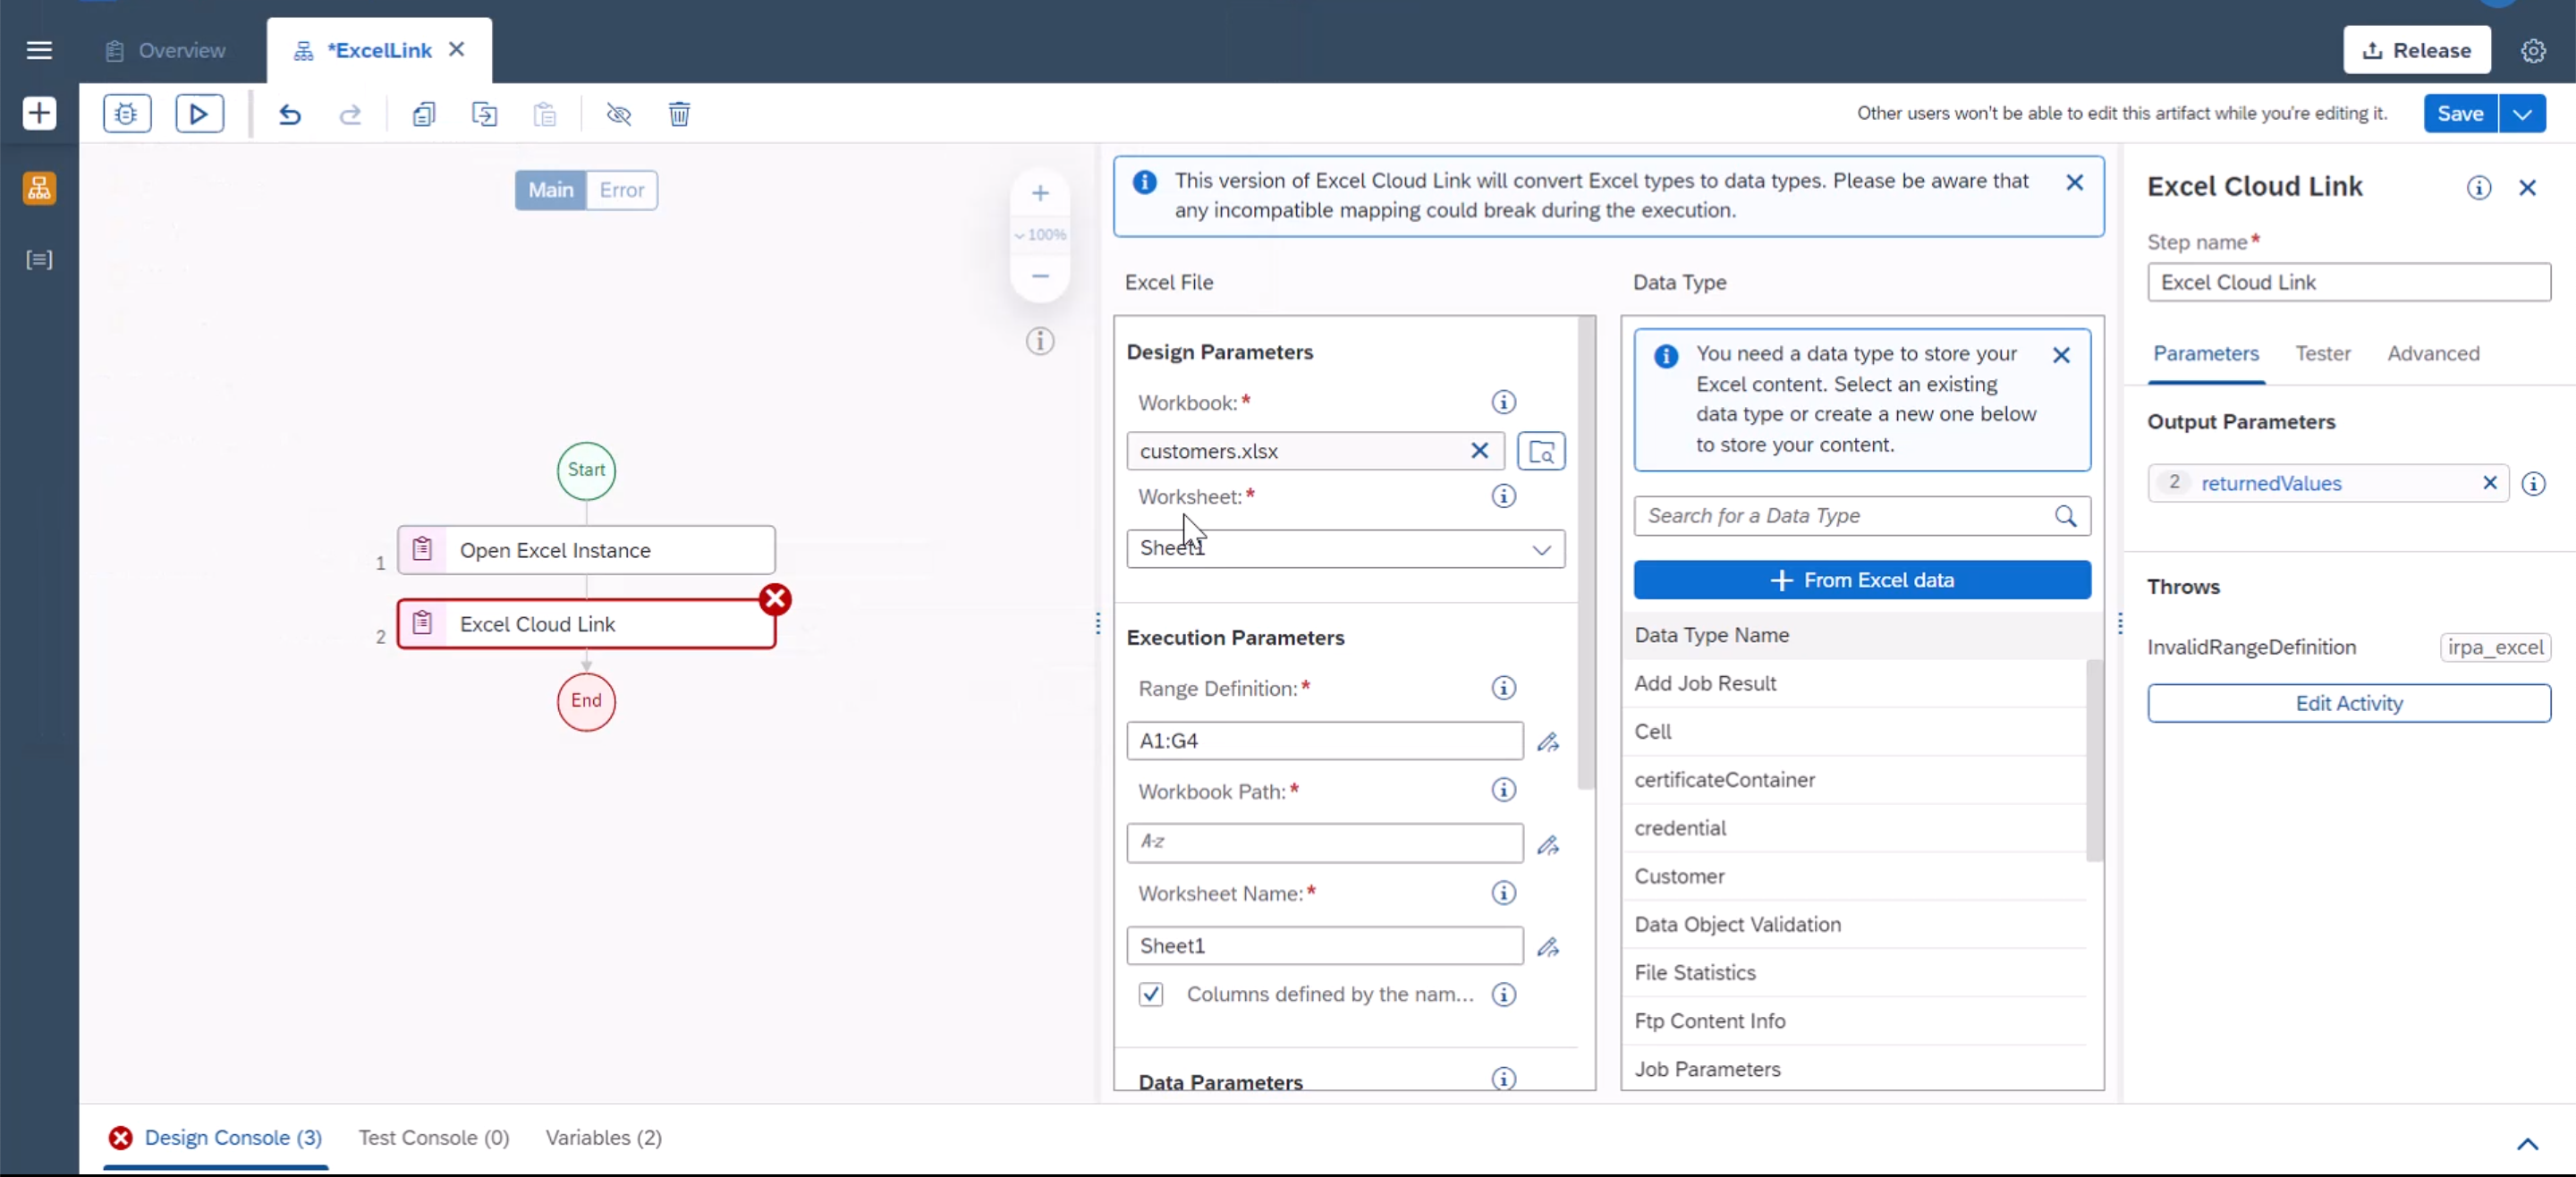 Overview
*ExcelLink
Release
Other users won't be able to edit this artifact while you're editing it.
Save
Main
Error
100%
Start
1
Open Excel Instance
2
Excel Cloud Link
End
This version of Excel Cloud Link will convert Excel types to data types. Please be aware that
any incompatible mapping could break during the execution.
Excel File
Design Parameters
Workbook:*
customers.xlsx
Worksheet:*
Sheet1
Execution Parameters
Range Definition:*
A1:G4
Workbook Path:*
A-z
Worksheet Name:*
Sheet1
Columns defined by the nam...
Data Parameters
Data Type
You need a data type to store your
Excel content. Select an existing
data type or create a new one below
to store your content.
Search for a Data Type
From Excel data
Data Type Name
Add Job Result
Cell
certificateContainer
credential
Customer
Data Object Validation
File Statistics
Ftp Content Info
Job Parameters
Excel Cloud Link
Step name*
Excel Cloud Link
Parameters
Tester
Advanced
Output Parameters
2 returnedValues
Throws
InvalidRangeDefinition
irpa_excel
Edit Activity
Design Console (3)
Test Console (0)
Variables (2)